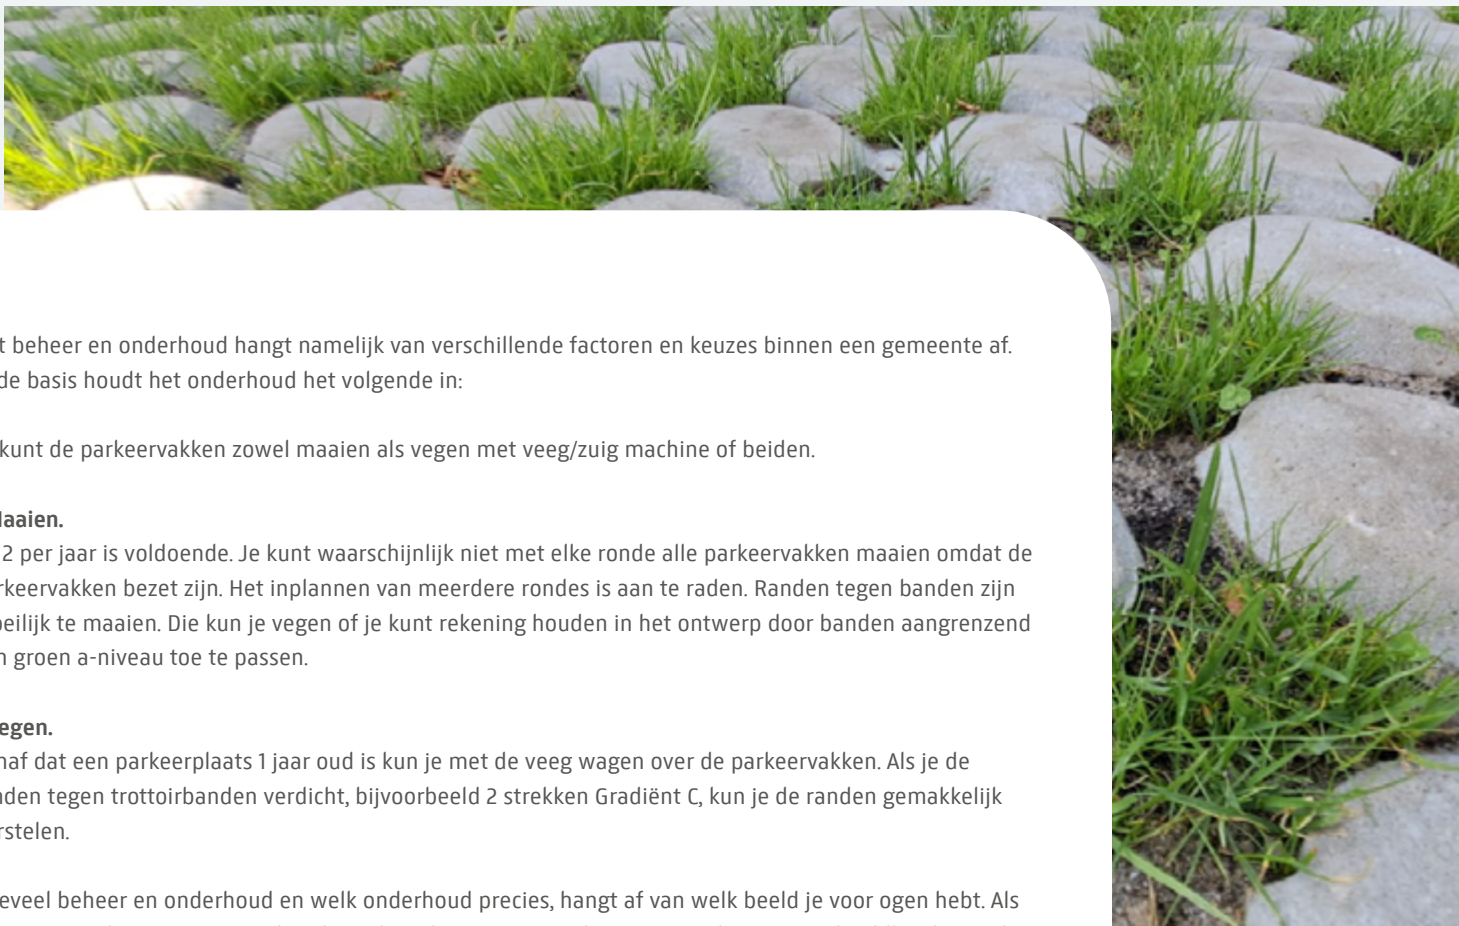 beheer en onderhoud hangt namelijk van verschillende factoren en keuzes binnen een gemeente af.
de basis houdt het onderhoud het volgende in:
kunt de parkeervakken zowel maaien als vegen met veeg/zuig machine of beiden.
aaien.
2 per jaar is voldoende. Je kunt waarschijnlijk niet met elke ronde alle parkeervakken maaien omdat de
rkeervakken bezet zijn. Het inplannen van meerdere rondes is aan te raden. Randen tegen banden zijn
eilijk te maaien. Die kun je vegen of je kunt rekening houden in het ontwerp door banden aangrenzend
n groen a-niveau toe te passen.
egen.
naf dat een parkeerplaats 1 jaar oud is kun je met de veeg wagen over de parkeervakken. Als je de
nden tegen trottoirbanden verdicht, bijvoorbeeld 2 strekken Gradiënt C, kun je de randen gemakkelijk
rstelen.
eveel beheer en onderhoud en welk onderhoud precies, hangt af van welk beeld je voor ogen hebt. Als